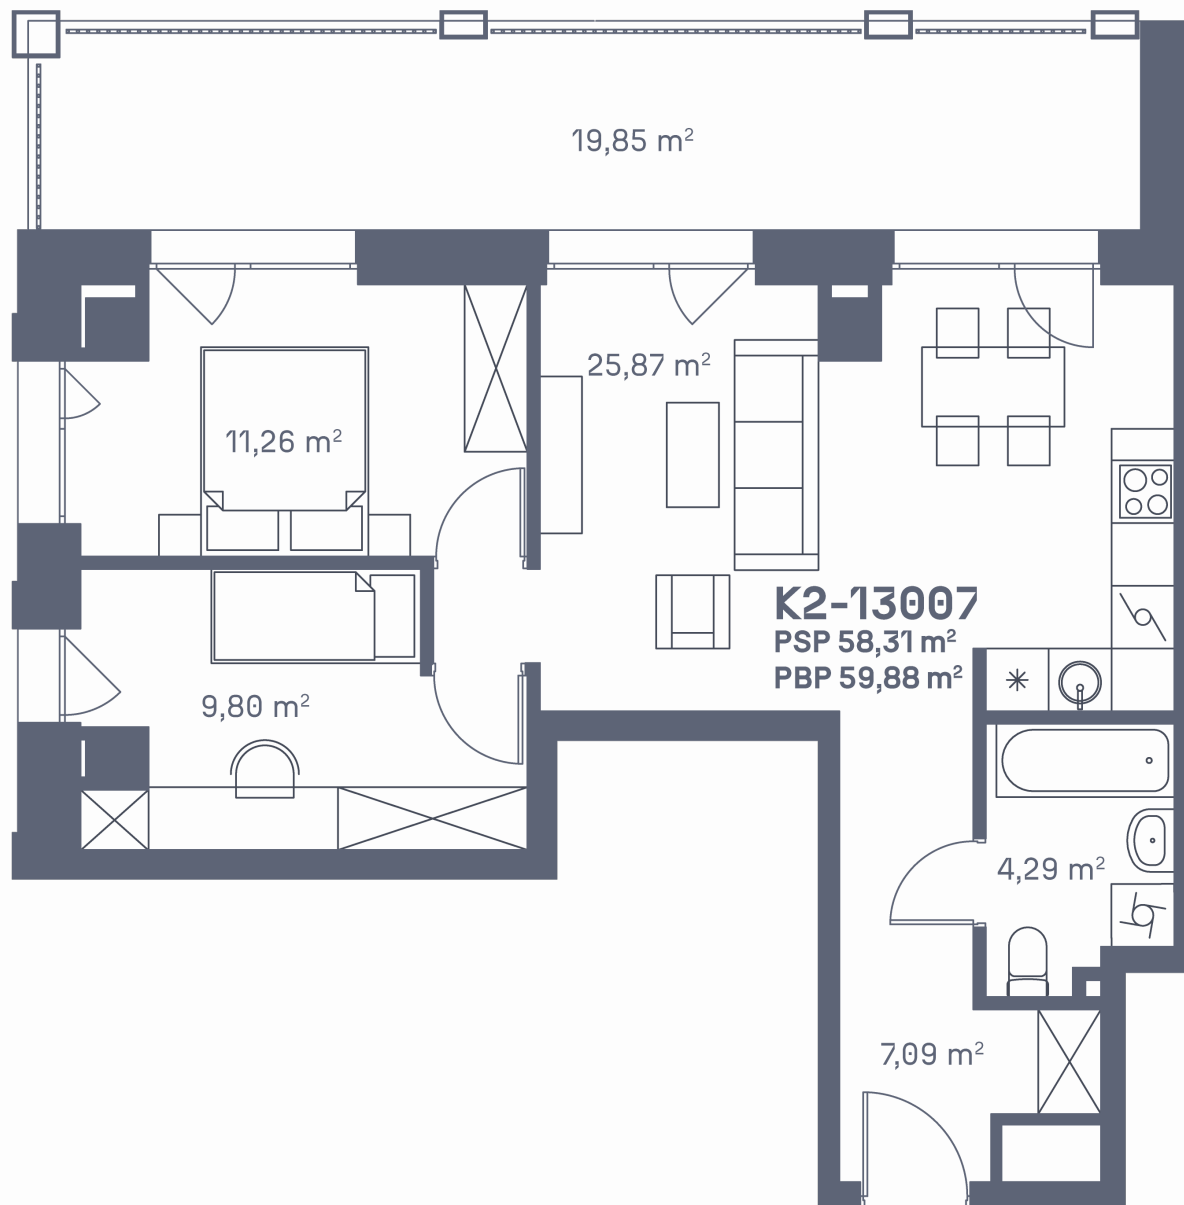 19,85 m²
25,87 m²
11,26 m²
K2-13007
PSP 58,31 m²
PBP 59,88 m²
9,80 m²
4,29 m²
7,09 m²